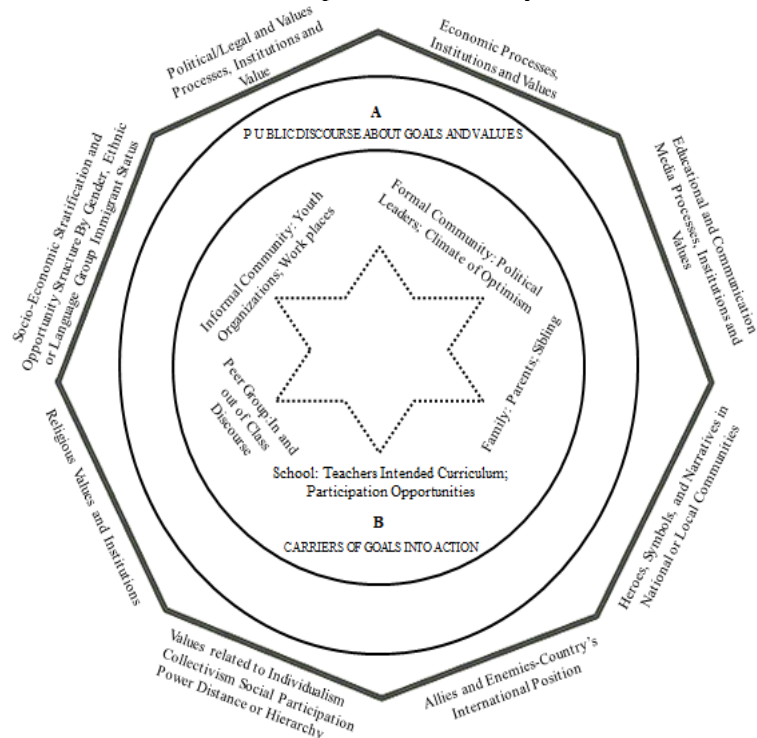 Political/Legal and Values
Processes, Institutions and
Value
Economic Processes,
Institutions and Values
A
PUBLIC DISCOURSE ABOUT GOALS AND VALUES
Socio-Economic Stratification and
Opportunity Structure By Gender, Ethnic
or Language Group Immigrant Status
Educational and Communication
Media Processes, Institutions and
Values
Informal Community: Youth
Organizations; Work places
Formal Community: Political
Leaders; Climate of Optimism
Peer Group:In and
out of Class
Discourse
Family: Parents; Sibling
School: Teachers Intended Curriculum;
Participation Opportunities
B
CARRIERS OF GOALS INTO ACTION
Religious Values and Institutions
Heroes, Symbols, and Narratives in
National or Local Communities
Values related to Individualism
Collectivism Social Participation
Power Distance or Hierarchy
Allies and Enemies-Country's
International Position